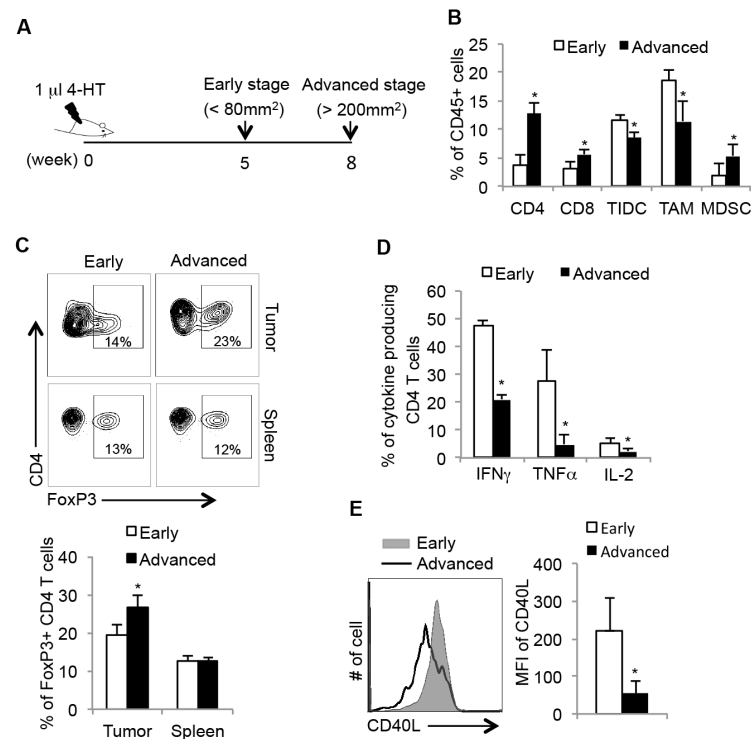 A
1 μl 4-HT
Early stage
(< 80mm2)
Advanced stage
(> 200mm2)
(week) 0 5 8
B
Early Advanced
% of CD45+ cells
25
20
15
10
5
0
* * * * *
CD4 CD8 TIDC TAM MDSC
C
Early Advanced
Tumor
14% 23%
Spleen
13% 12%
CD4
FoxP3
Early
Advanced
% of FoxP3+ CD4 T cells
40
30
20
10
0
*
Tumor Spleen
D
Early Advanced
% of cytokine producing
CD4 T cells
60
50
40
30
20
10
0
* * *
IFNγ TNFα IL-2
E
Early
Advanced
# of cell
CD40L
Early
Advanced
MFI of CD40L
400
300
200
100
0
*